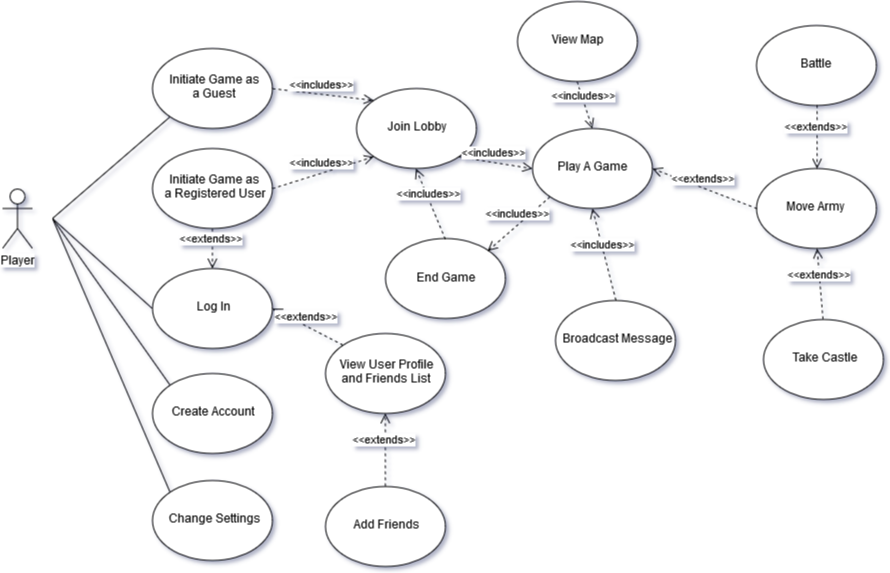 View Map
Battle
Initiate Game as
a Guest
<<includes>>
<<includes>>
Join Lobby
<<extends>>
<<includes>>
Play A Game
Initiate Game as
a Registered User
<<includes>>
<<extends>>
Move Army
<<includes>>
<<includes>>
<<extends>>
<<includes>>
Player
<<extends>>
End Game
Log In
<<extends>>
Broadcast Message
Take Castle
View User Profile
and Friends List
Create Account
<<extends>>
Change Settings
Add Friends